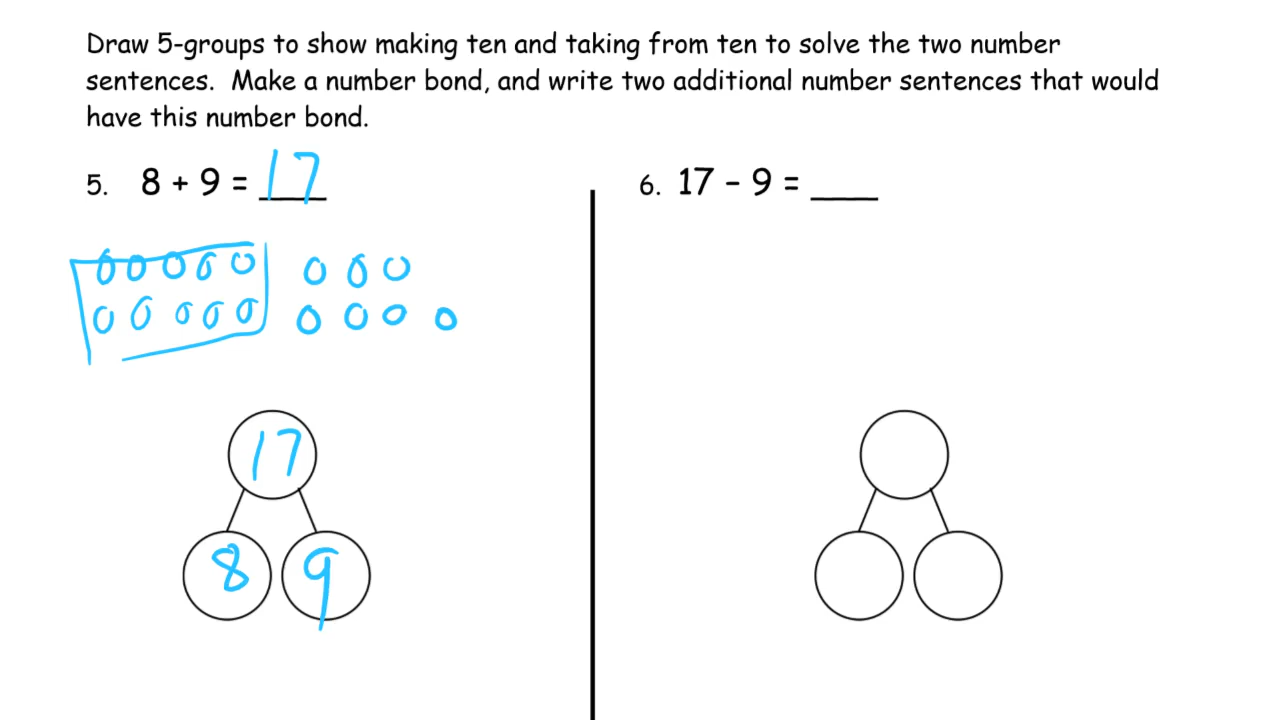 Draw 5-groups to show making ten and taking from ten to solve the two number
sentences.  Make a number bond, and write two additional number sentences that would
have this number bond.
5. 8 + 9 = 17
6. 17 - 9 = ____
17
8 9